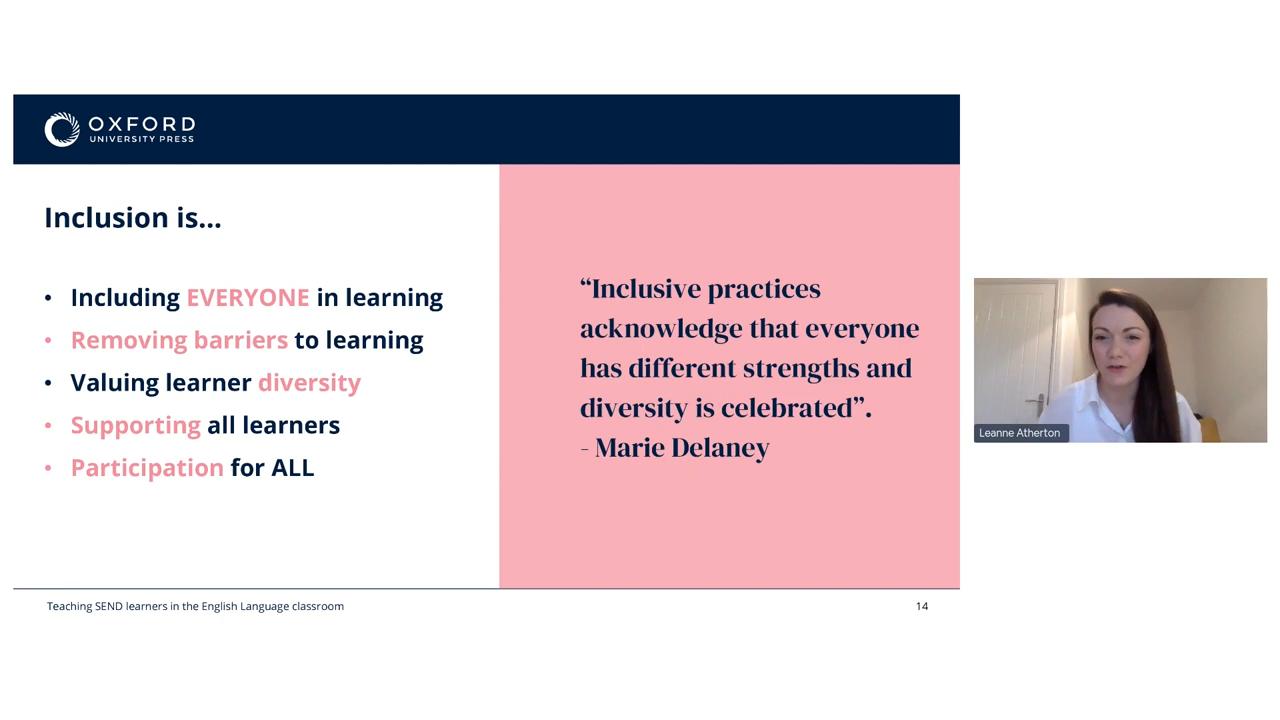 OXFORD
UNIVERSITY PRESS
Inclusion is...
• Including EVERYONE in learning
• Removing barriers to learning
• Valuing learner diversity
• Supporting all learners
• Participation for ALL
“Inclusive practices
acknowledge that everyone
has different strengths and
diversity is celebrated”.
- Marie Delaney
Teaching SEND learners in the English Language classroom
14
Leanne Atherton